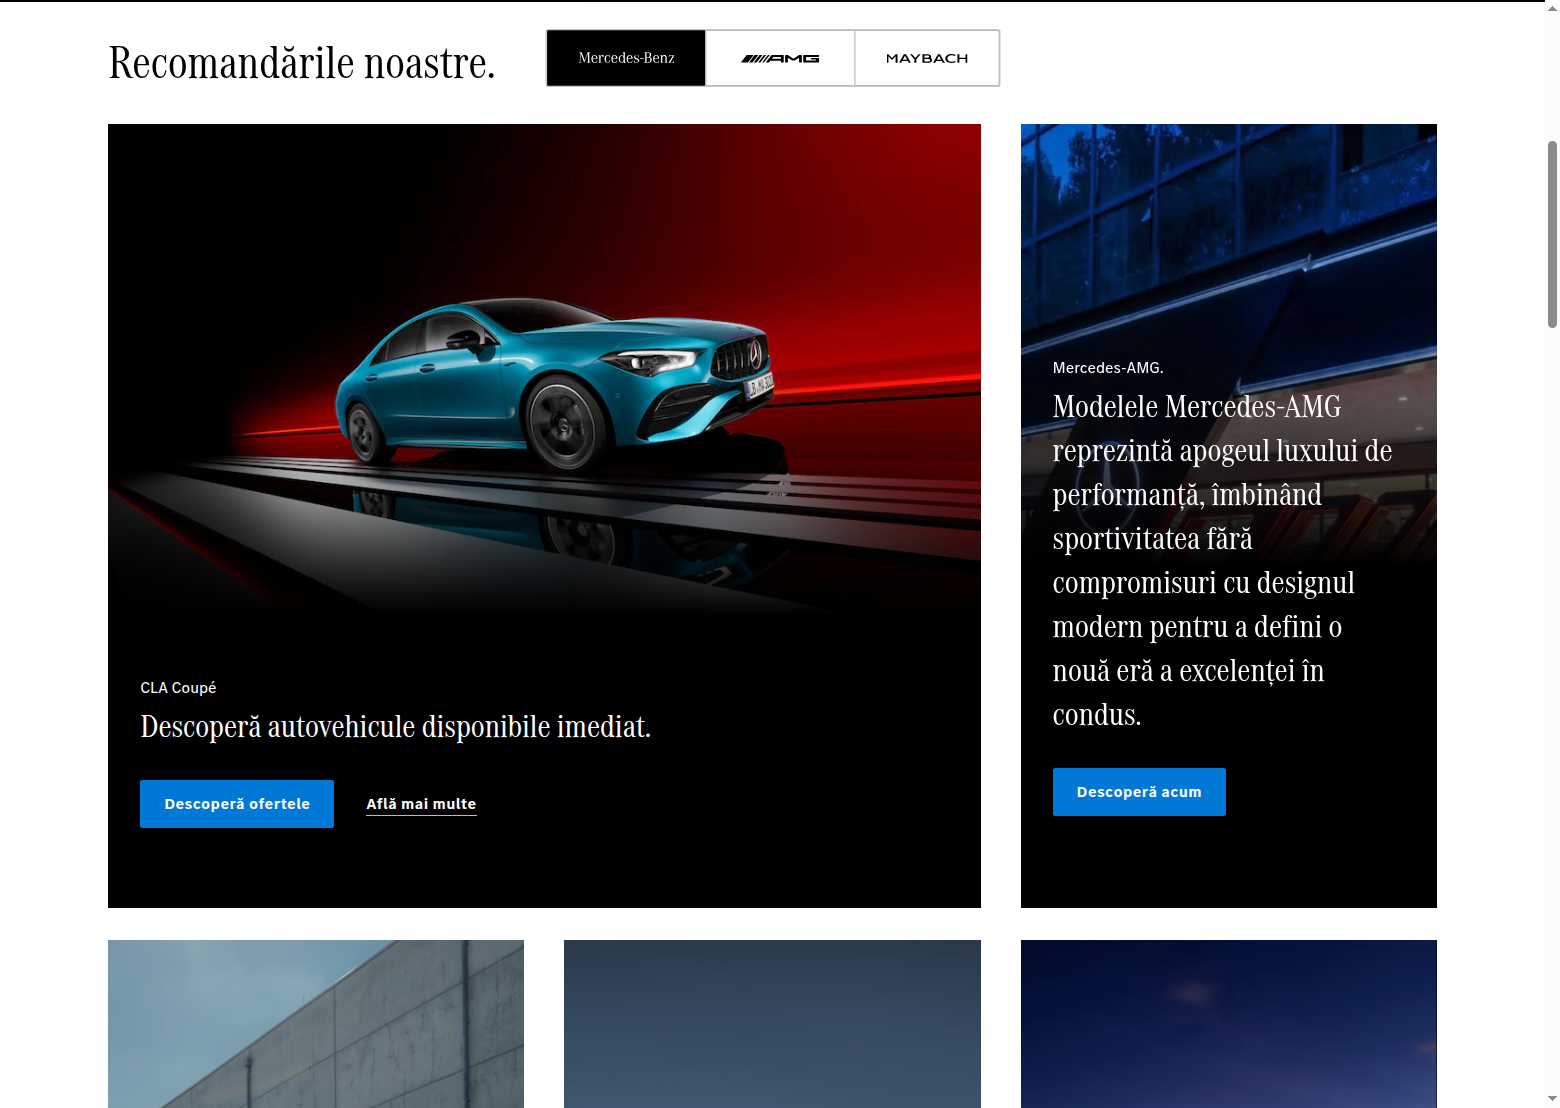 Recomandările noastre.
Mercedes-Benz
AMG
MAYBACH
CLA Coupé
Descoperă autovehicule disponibile imediat.
Descoperă ofertele
Află mai multe
Mercedes-AMG.
Modelele Mercedes-AMG
reprezintă apogeul luxului de
performanță, îmbinând
sportivitatea fără
compromisuri cu designul
modern pentru a defini o
nouă eră a excelenței în
condus.
Descoperă acum